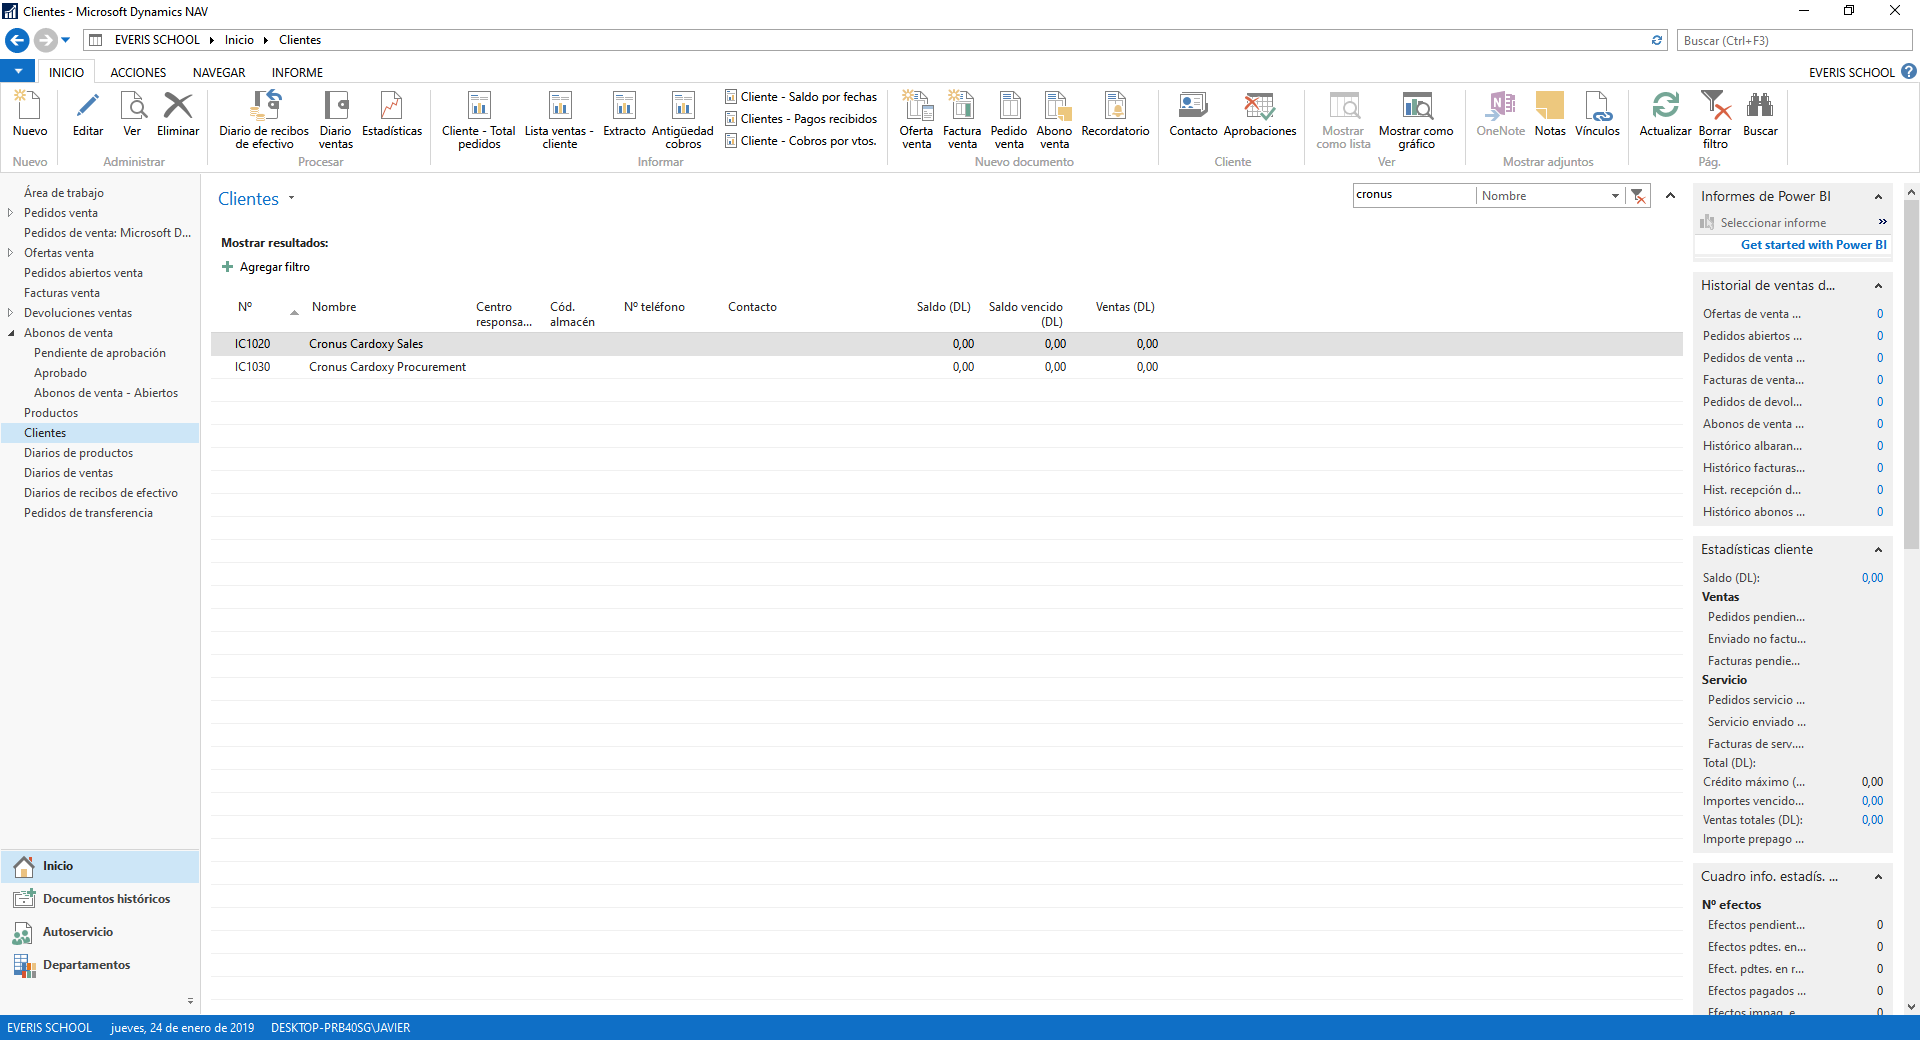 Clientes - Microsoft Dynamics NAV
EVERIS SCHOOL ▸ Inicio ▸ Clientes
Buscar (Ctrl+F3)
INICIO ACCIONES NAVEGAR INFORME
EVERIS SCHOOL
Nuevo
Nuevo
Editar
Ver
Eliminar
Administrar
Diario de recibos
de efectivo
Diario
ventas
Estadísticas
Procesar
Cliente - Total
pedidos
Lista ventas -
cliente
Extracto
Antigüedad
cobros
Cliente - Saldo por fechas
Clientes - Pagos recibidos
Cliente - Cobros por vtos.
Informar
Oferta
venta
Factura
venta
Pedido
venta
Abono
venta
Recordatorio
Nuevo documento
Contacto
Aprobaciones
Cliente
Mostrar
como lista
Mostrar como
gráfico
Ver
OneNote
Notas
Vínculos
Mostrar adjuntos
Actualizar
Borrar
filtro
Buscar
Pág.
Área de trabajo
Pedidos venta
Pedidos de venta: Microsoft D...
Ofertas venta
Pedidos abiertos venta
Facturas venta
Devoluciones ventas
Abonos de venta
Pendiente de aprobación
Aprobado
Abonos de venta - Abiertos
Productos
Clientes
Diarios de productos
Diarios de ventas
Diarios de recibos de efectivo
Pedidos de transferencia
Inicio
Documentos históricos
Autoservicio
Departamentos
Clientes
cronus
Nombre
Mostrar resultados:
Agregar filtro
Nº
Nombre
Centro
responsa...
Cód.
almacén
Nº teléfono
Contacto
Saldo (DL)
Saldo vencido
(DL)
Ventas (DL)
IC1020 Cronus Cardoxy Sales 0,00 0,00 0,00
IC1030 Cronus Cardoxy Procurement 0,00 0,00 0,00
Informes de Power BI
Seleccionar informe
Get started with Power BI
Historial de ventas d...
Ofertas de venta ... 0
Pedidos abiertos ... 0
Pedidos de venta ... 0
Facturas de venta... 0
Pedidos de devol... 0
Abonos de venta ... 0
Histórico albaran... 0
Histórico facturas... 0
Hist. recepción d... 0
Histórico abonos ... 0
Estadísticas cliente
Saldo (DL): 0,00
Ventas
Pedidos pendien...
Enviado no factu...
Facturas pendie...
Servicio
Pedidos servicio ...
Servicio enviado ...
Facturas de serv....
Total (DL):
Crédito máximo (... 0,00
Importes vencido... 0,00
Ventas totales (DL): 0,00
Importe prepago ...
Cuadro info. estadís. ...
Nº efectos
Efectos pendient... 0
Efectos pdtes. en... 0
Efect. pdtes. en r... 0
Efectos pagados ... 0
Efectos impag. e... 0
EVERIS SCHOOL jueves, 24 de enero de 2019 DESKTOP-PRB40SG\JAVIER